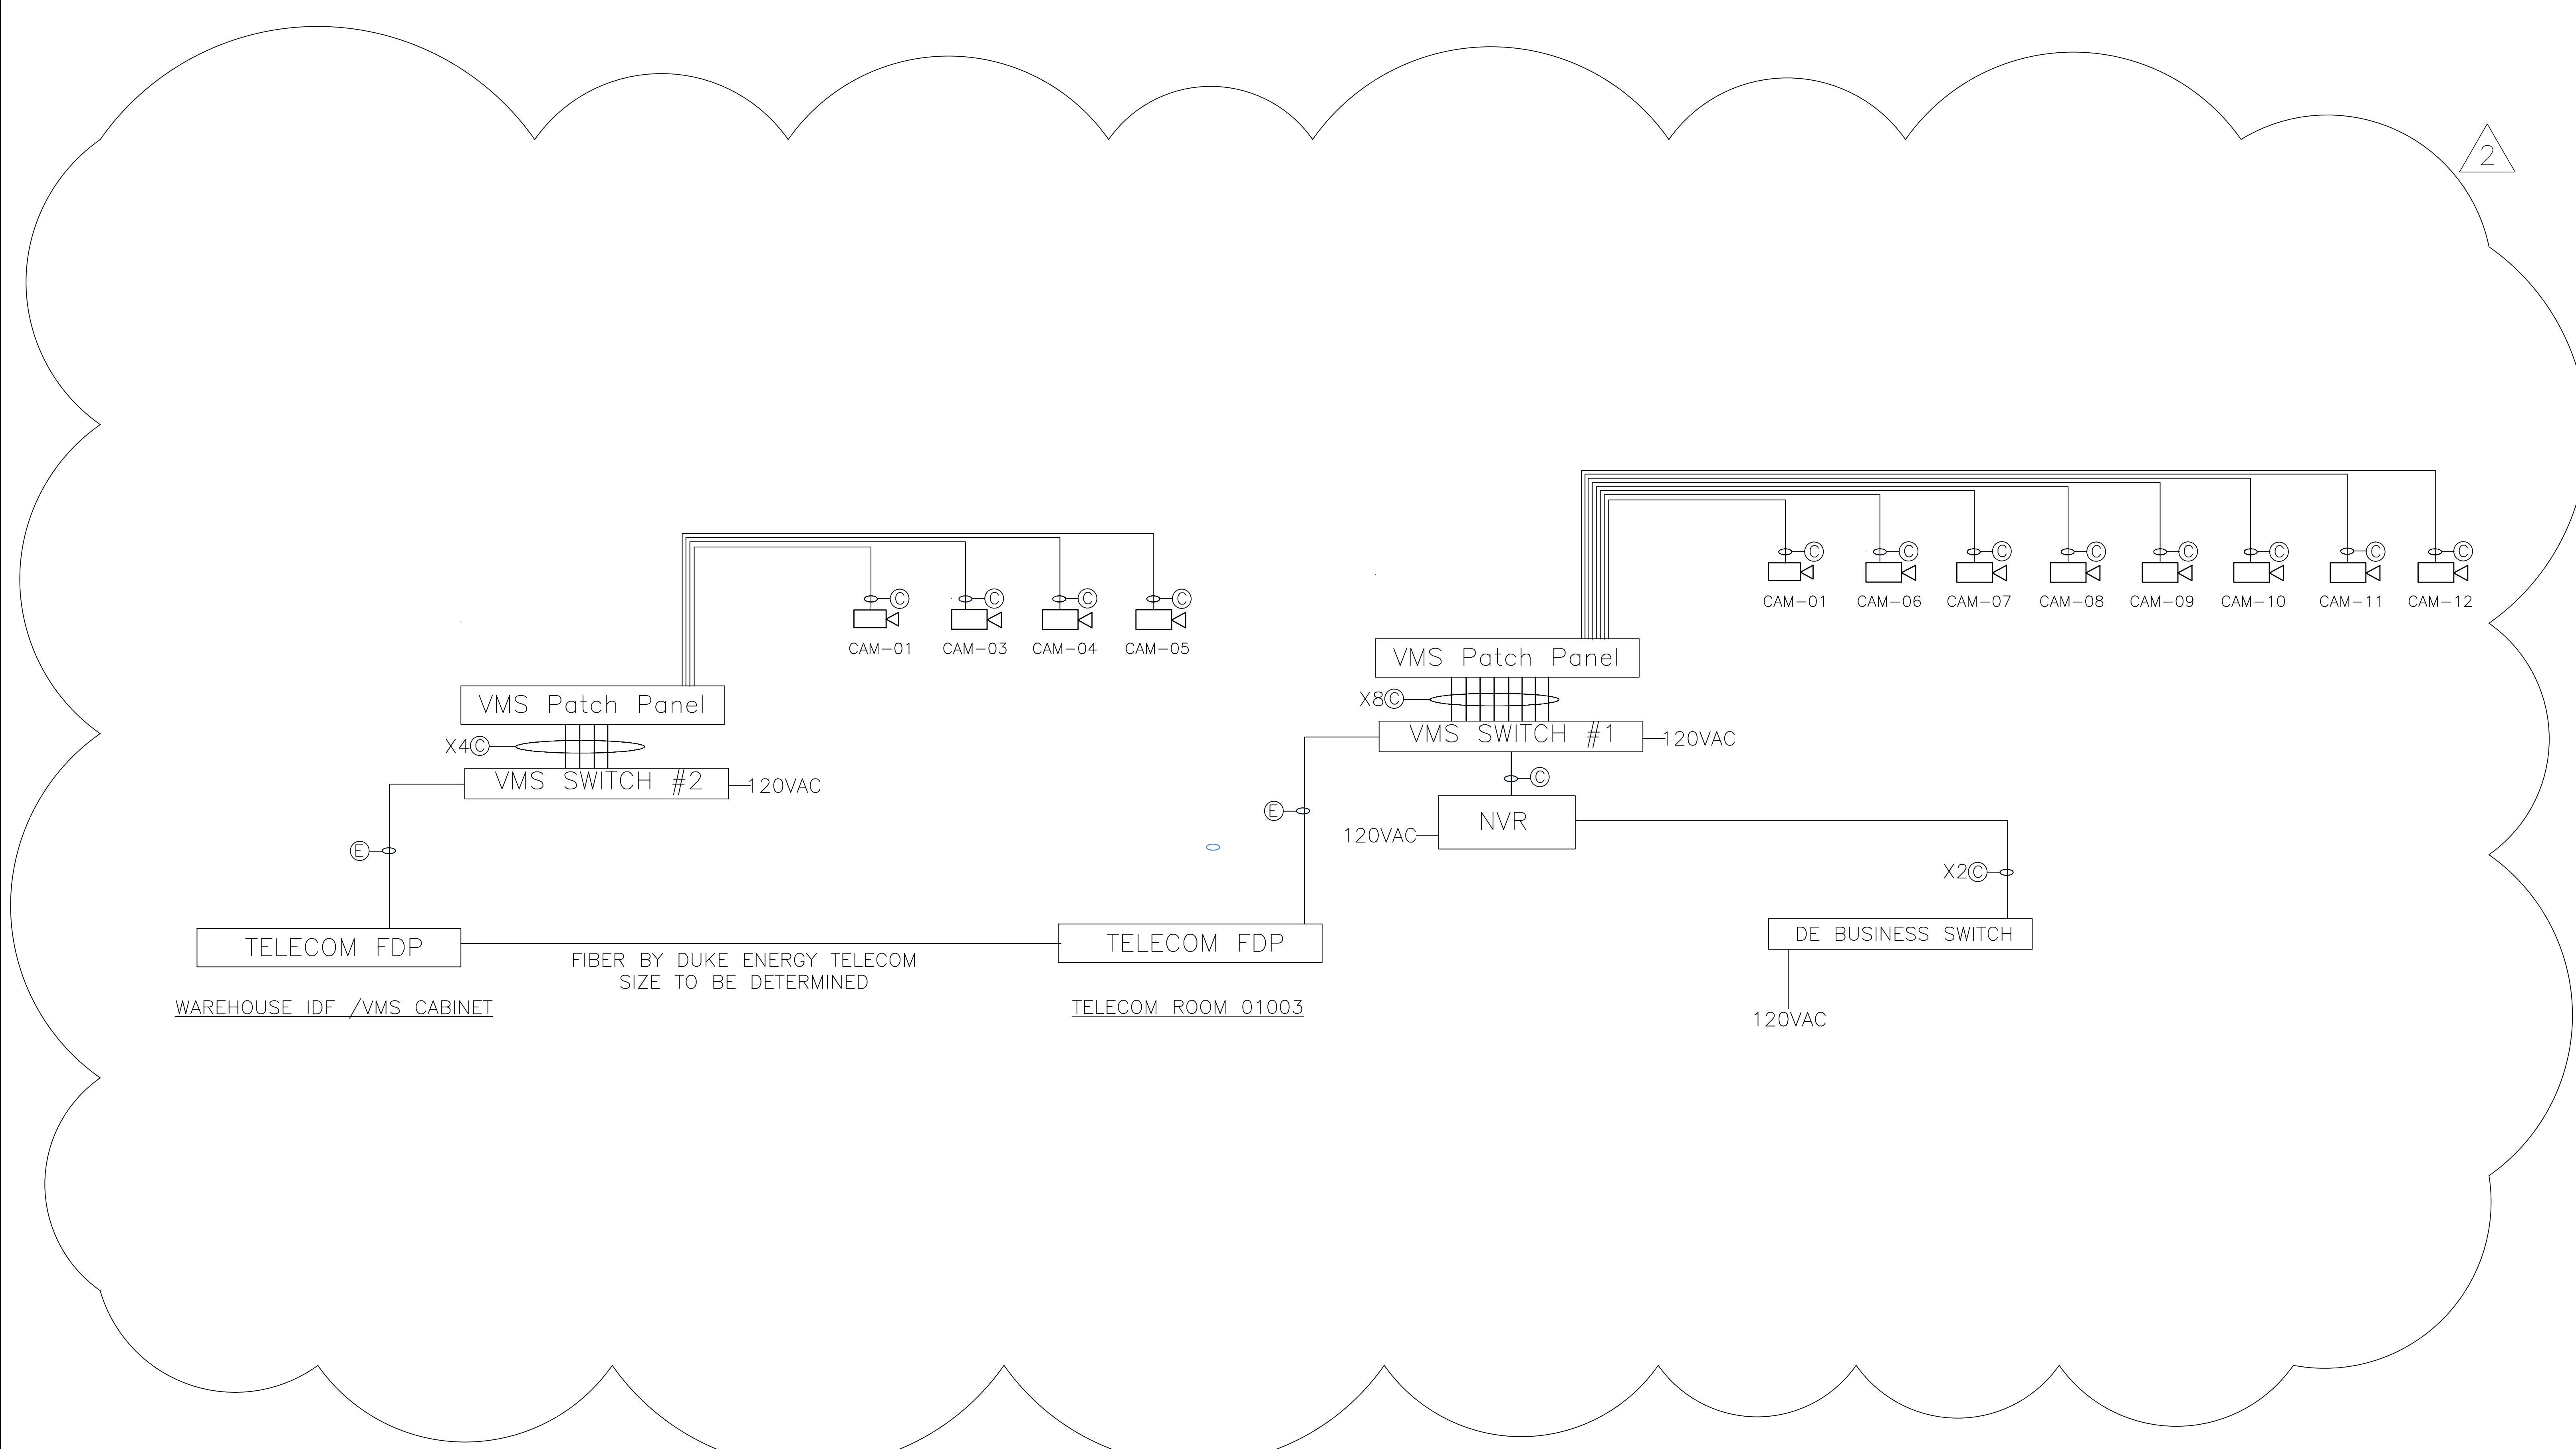 2
CAM-01
CAM-03
CAM-04
CAM-05
VMS Patch Panel
X4 C
VMS SWITCH #2
120VAC
E
TELECOM FDP
FIBER BY DUKE ENERGY TELECOM
SIZE TO BE DETERMINED
WAREHOUSE IDF /VMS CABINET
C
C
C
C
C
C
C
C
C
C
C
C
CAM-01
CAM-06
CAM-07
CAM-08
CAM-09
CAM-10
CAM-11
CAM-12
VMS Patch Panel
X8 C
VMS SWITCH #1
120VAC
C
E
NVR
120VAC
X2 C
TELECOM FDP
DE BUSINESS SWITCH
TELECOM ROOM 01003
120VAC